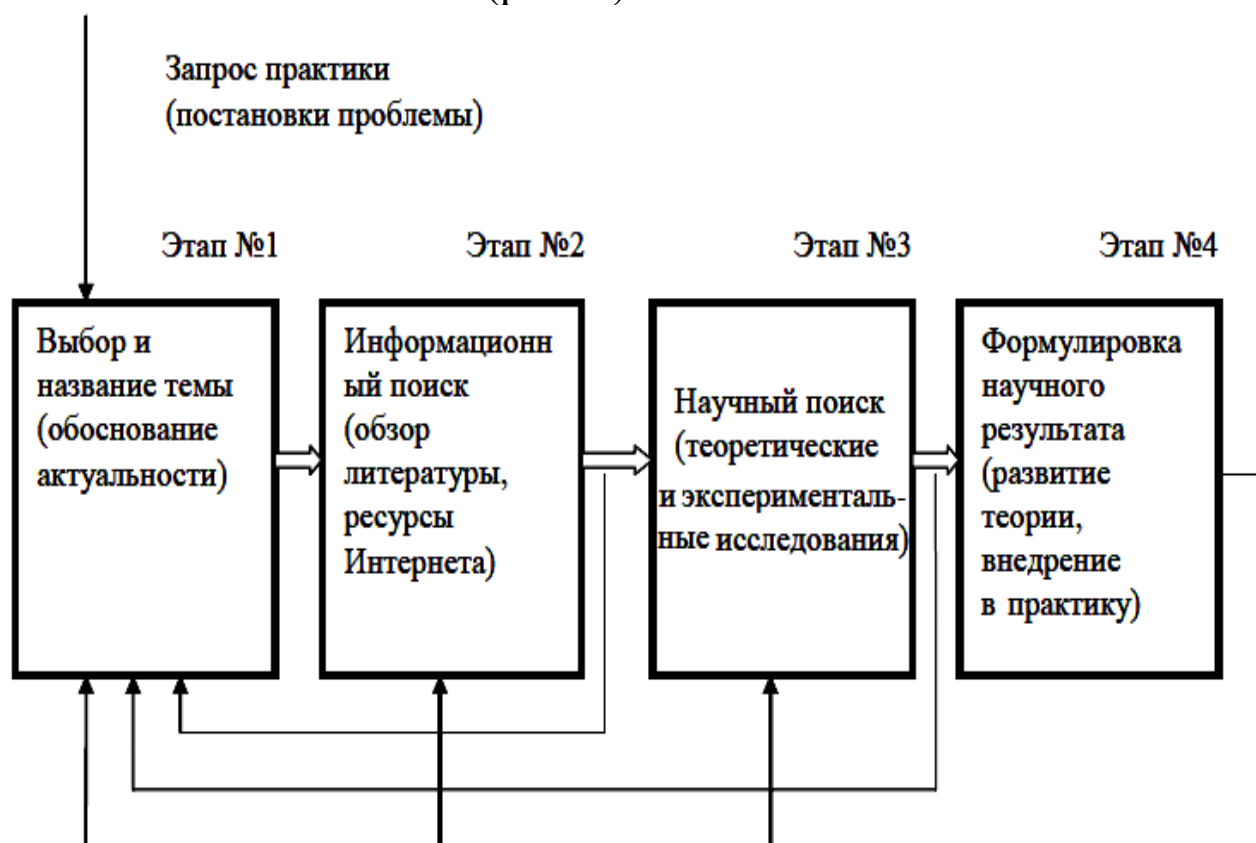 Запрос практики
(постановки проблемы)
Этап №1
Этап №2
Этап №3
Этап №4
Выбор и
название темы
(обоснование
актуальности)
Информационн
ый поиск
(обзор
литературы,
ресурсы
Интернета)
Научный поиск
(теоретические
и эксперименталь-
ные исследования)
Формулировка
научного
результата
(развитие
теории,
внедрение
в практику)